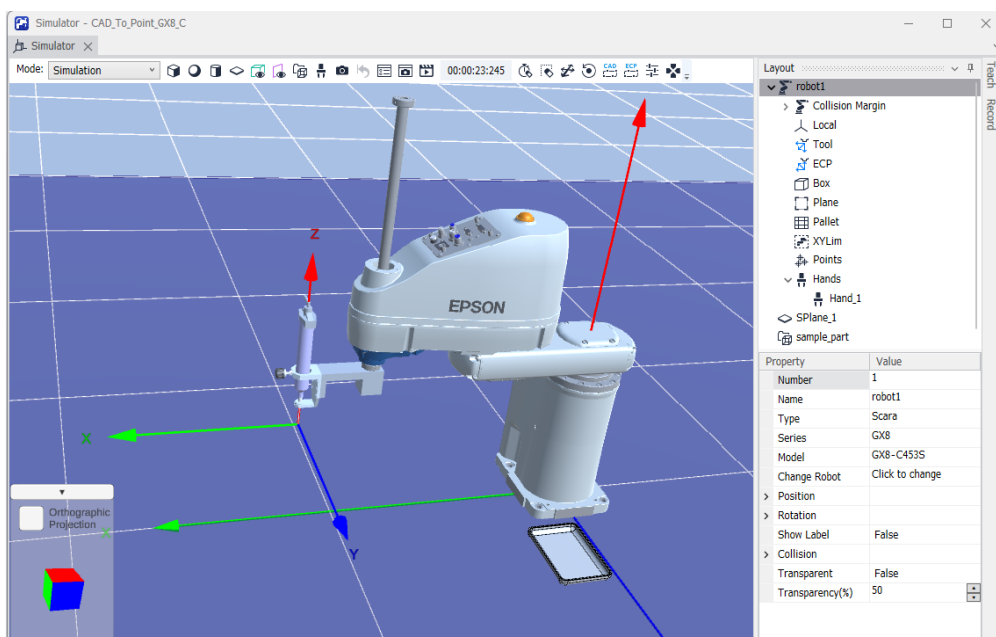 Simulator - CAD_To_Point_GX8_C
Simulator
Mode: Simulation 00:00:23:245 CAD ECP
Layout
Teach
Record
robot1
Collision Margin
Local
Tool
ECP
Box
Plane
Pallet
XYLim
Points
Hands
Hand_1
SPlane_1
sample_part
Property Value
Number 1
Name robot1
Type Scara
Series GX8
Model GX8-C453S
Change Robot Click to change
Position
Rotation
Show Label False
Collision
Transparent False
Transparency(%) 50
Z
EPSON
X
X
Y
Orthographic
Projection